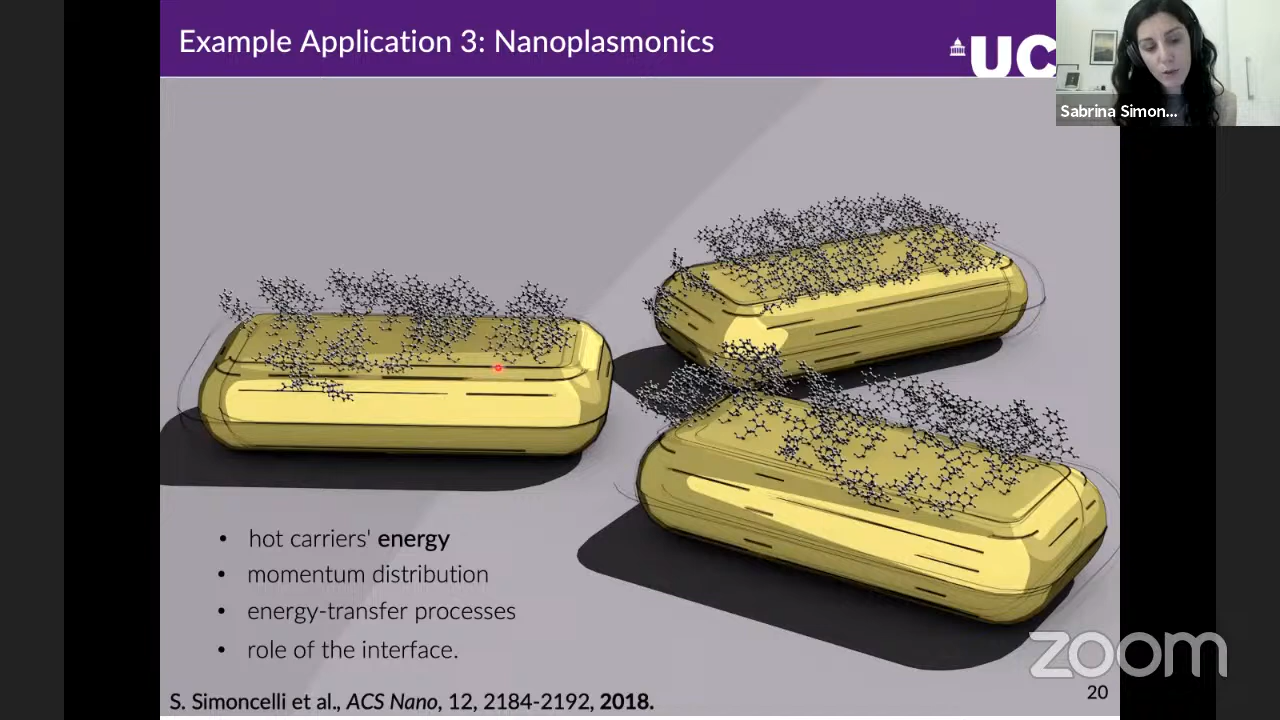 Example Application 3: Nanoplasmonics
UC
Sabrina Simon...
• hot carriers' energy
• momentum distribution
• energy-transfer processes
• role of the interface.
S. Simoncelli et al., ACS Nano, 12, 2184-2192, 2018.
20
zoom